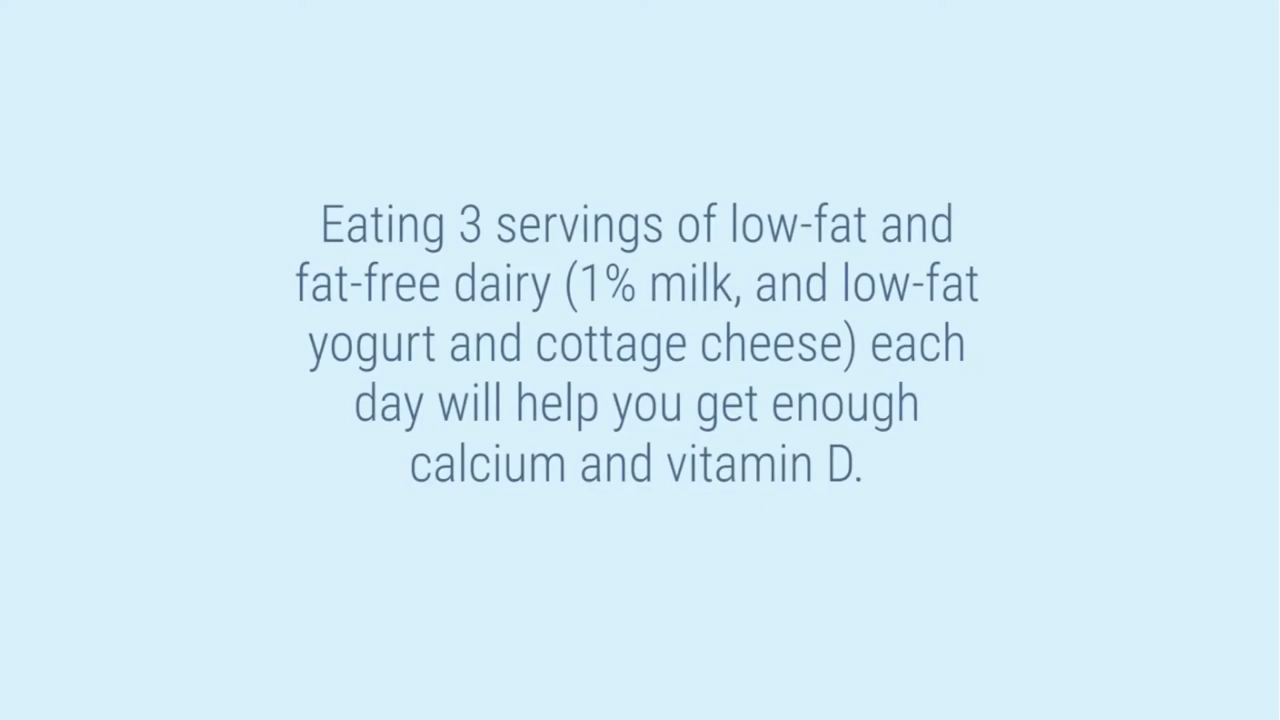 Eating 3 servings of low-fat and
fat-free dairy (1% milk, and low-fat
yogurt and cottage cheese) each
day will help you get enough
calcium and vitamin D.